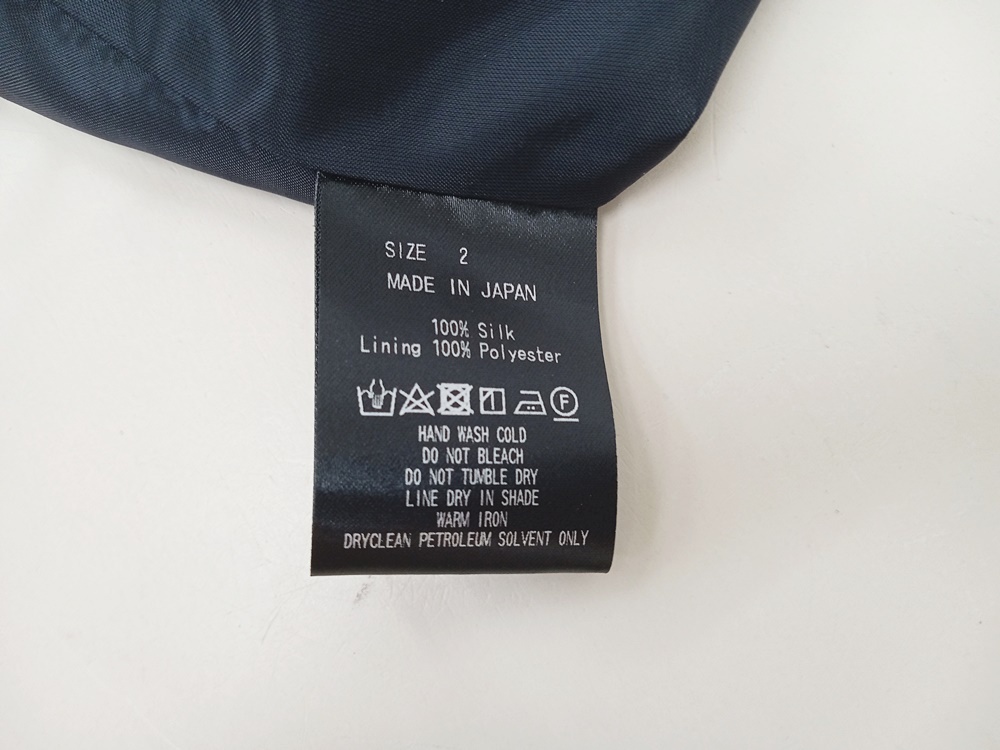 SIZE 2
MADE IN JAPAN
100% Silk
Lining 100% Polyester
F
HAND WASH COLD
DO NOT BLEACH
DO NOT TUMBLE DRY
LINE DRY IN SHADE
WARM IRON
DRYCLEAN PETROLEUM SOLVENT ONLY